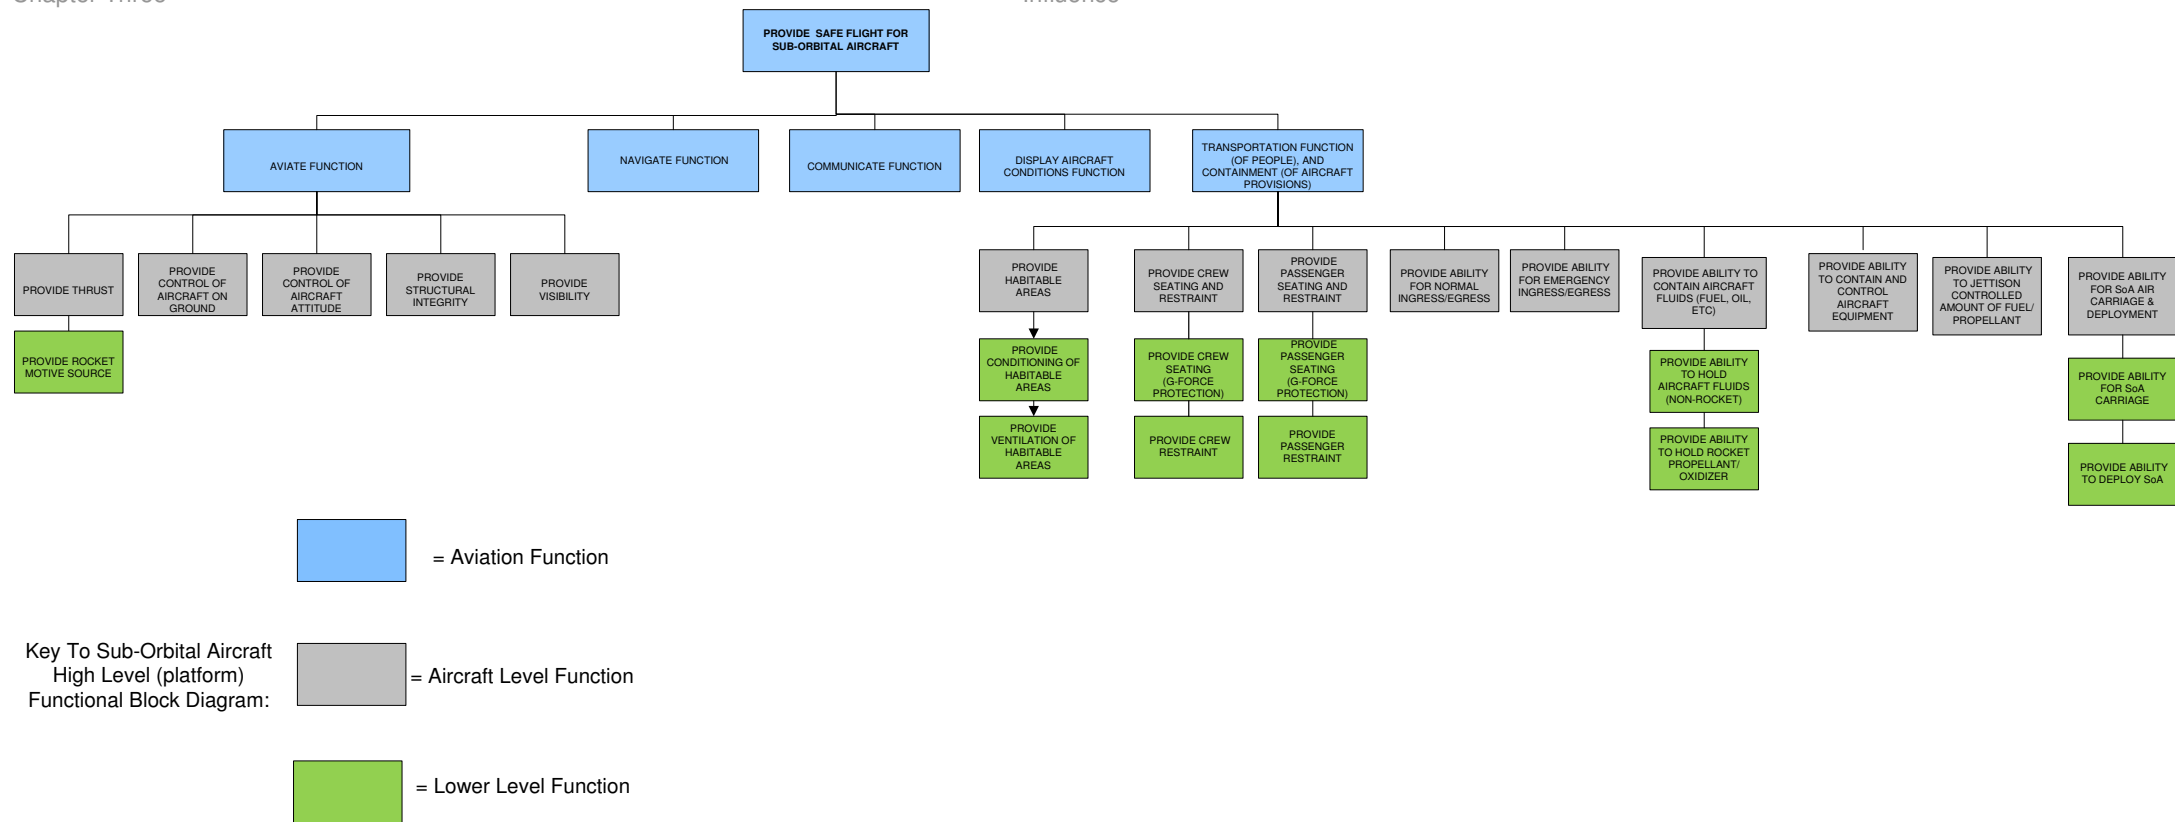 PROVIDE SAFE FLIGHT FOR
SUB-ORBITAL AIRCRAFT
AVIATE FUNCTION
NAVIGATE FUNCTION
COMMUNICATE FUNCTION
DISPLAY AIRCRAFT
CONDITIONS FUNCTION
TRANSPORTATION FUNCTION
(OF PEOPLE), AND
CONTAINMENT (OF AIRCRAFT
PROVISIONS)
PROVIDE THRUST
PROVIDE
CONTROL OF
AIRCRAFT ON
GROUND
PROVIDE
CONTROL OF
AIRCRAFT
ATTITUDE
PROVIDE
STRUCTURAL
INTEGRITY
PROVIDE
VISIBILITY
PROVIDE
HABITABLE
AREAS
PROVIDE CREW
SEATING AND
RESTRAINT
PROVIDE
PASSENGER
SEATING AND
RESTRAINT
PROVIDE ABILITY
FOR NORMAL
INGRESS/EGRESS
PROVIDE ABILITY
FOR EMERGENCY
INGRESS/EGRESS
PROVIDE ABILITY TO
CONTAIN AIRCRAFT
FLUIDS (FUEL, OIL,
ETC)
PROVIDE ABILITY
TO CONTAIN AND
CONTROL
AIRCRAFT
EQUIPMENT
PROVIDE ABILITY
TO JETTISON
CONTROLLED
AMOUNT OF FUEL/
PROPELLANT
PROVIDE ABILITY
FOR SoA AIR
CARRIAGE &
DEPLOYMENT
PROVIDE ROCKET
MOTIVE SOURCE
PROVIDE
CONDITIONING OF
HABITABLE
AREAS
PROVIDE CREW
SEATING
(G-FORCE
PROTECTION)
PROVIDE
PASSENGER
SEATING
(G-FORCE
PROTECTION)
PROVIDE ABILITY
TO HOLD
AIRCRAFT FLUIDS
(NON-ROCKET)
PROVIDE ABILITY
FOR SoA
CARRIAGE
PROVIDE
VENTILATION OF
HABITABLE
AREAS
PROVIDE CREW
RESTRAINT
PROVIDE
PASSENGER
RESTRAINT
PROVIDE ABILITY
TO HOLD ROCKET
PROPELLANT/
OXIDIZER
PROVIDE ABILITY
TO DEPLOY SoA
= Aviation Function
Key To Sub-Orbital Aircraft
High Level (platform)
Functional Block Diagram:
= Aircraft Level Function
= Lower Level Function